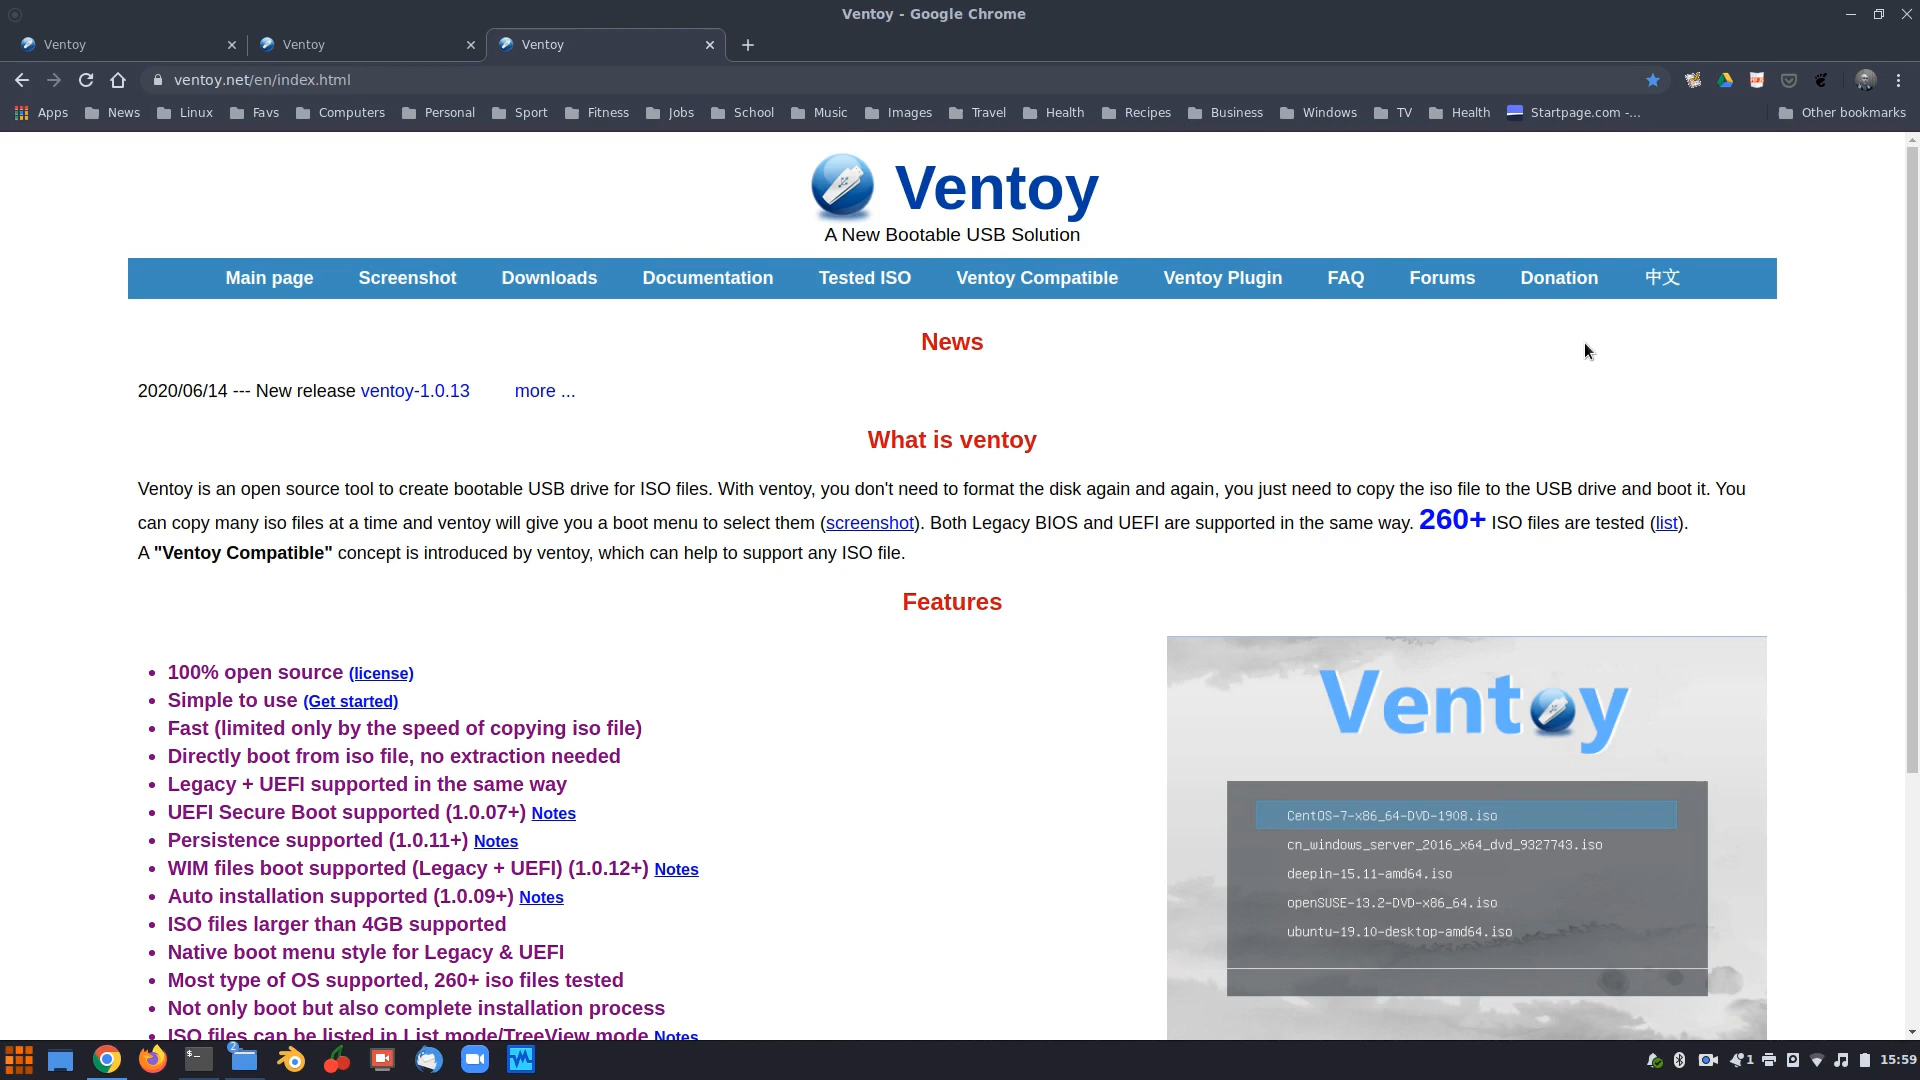 Ventoy - Google Chrome
Ventoy
Ventoy
Ventoy
ventoy.net/en/index.html
Apps
News
Linux
Favs
Computers
Personal
Sport
Fitness
Jobs
School
Music
Images
Travel
Health
Recipes
Business
Windows
TV
Health
Startpage.com -...
Other bookmarks
Ventoy
A New Bootable USB Solution
Main page
Screenshot
Downloads
Documentation
Tested ISO
Ventoy Compatible
Ventoy Plugin
FAQ
Forums
Donation
中文
News
2020/06/14 --- New release ventoy-1.0.13 more ...
What is ventoy
Ventoy is an open source tool to create bootable USB drive for ISO files. With ventoy, you don't need to format the disk again and again, you just need to copy the iso file to the USB drive and boot it. You
can copy many iso files at a time and ventoy will give you a boot menu to select them (screenshot). Both Legacy BIOS and UEFI are supported in the same way. 260+ ISO files are tested (list).
A "Ventoy Compatible" concept is introduced by ventoy, which can help to support any ISO file.
Features
• 100% open source (license)
• Simple to use (Get started)
• Fast (limited only by the speed of copying iso file)
• Directly boot from iso file, no extraction needed
• Legacy + UEFI supported in the same way
• UEFI Secure Boot supported (1.0.07+) Notes
• Persistence supported (1.0.11+) Notes
• WIM files boot supported (Legacy + UEFI) (1.0.12+) Notes
• Auto installation supported (1.0.09+) Notes
• ISO files larger than 4GB supported
• Native boot menu style for Legacy & UEFI
• Most type of OS supported, 260+ iso files tested
• Not only boot but also complete installation process
• ISO files can be listed in List mode/TreeView mode Notes
Ventoy
CentOS-7-x86_64-DVD-1908.iso
cn_windows_server_2016_x64_dvd_9327743.iso
deepin-15.11-amd64.iso
openSUSE-13.2-DVD-x86_64.iso
ubuntu-19.10-desktop-amd64.iso
2
1
15:59